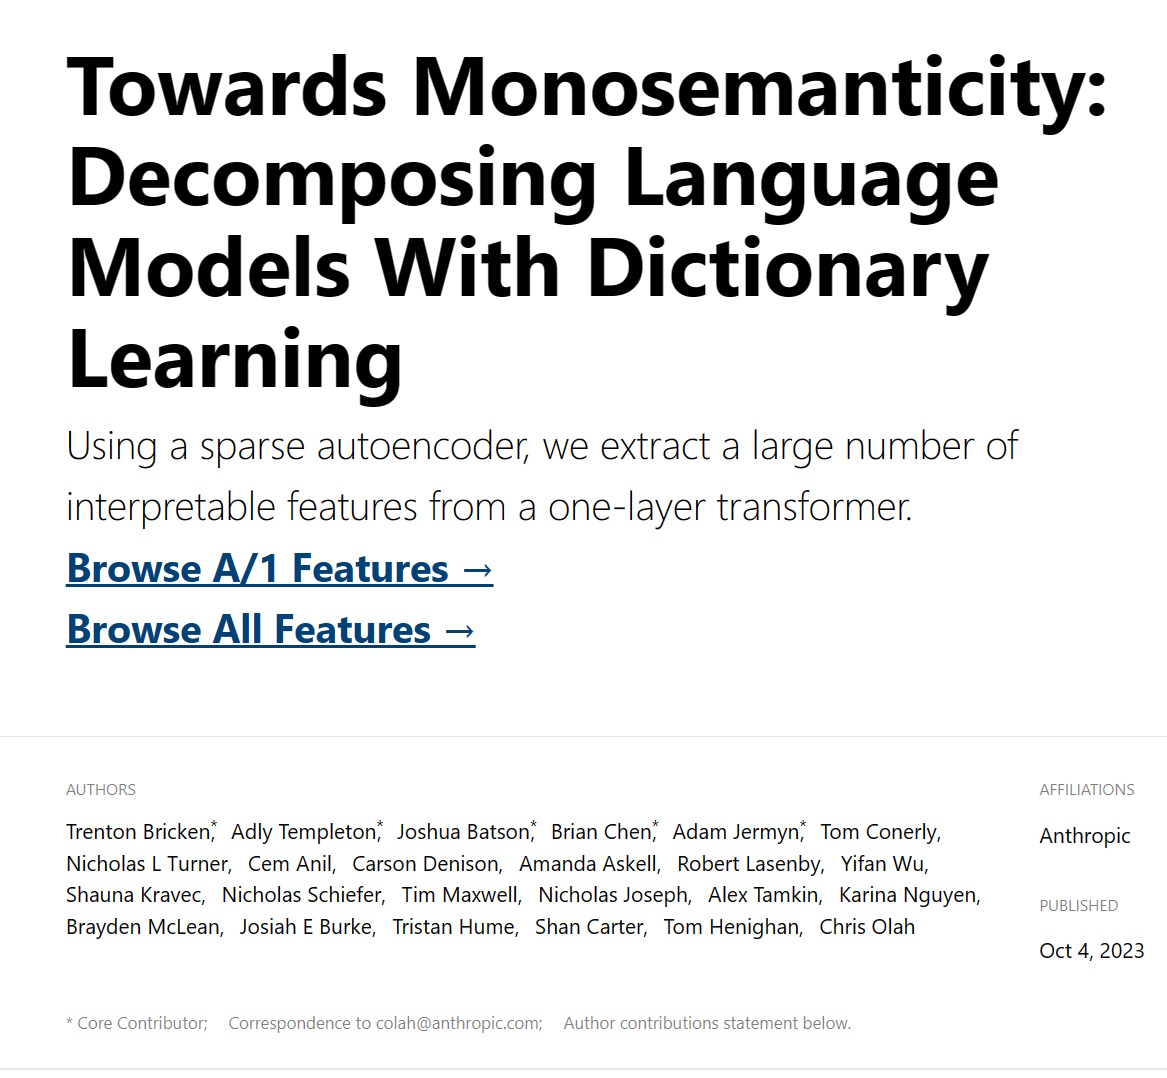 Towards Monosemanticity:
Decomposing Language
Models With Dictionary
Learning
Using a sparse autoencoder, we extract a large number of
interpretable features from a one-layer transformer.
Browse A/1 Features →
Browse All Features →
AUTHORS
Trenton Bricken,* Adly Templeton,* Joshua Batson,* Brian Chen,* Adam Jermyn,* Tom Conerly,
Nicholas L Turner, Cem Anil, Carson Denison, Amanda Askell, Robert Lasenby, Yifan Wu,
Shauna Kravec, Nicholas Schiefer, Tim Maxwell, Nicholas Joseph, Alex Tamkin, Karina Nguyen,
Brayden McLean, Josiah E Burke, Tristan Hume, Shan Carter, Tom Henighan, Chris Olah
AFFILIATIONS
Anthropic
PUBLISHED
Oct 4, 2023
* Core Contributor; Correspondence to colah@anthropic.com; Author contributions statement below.